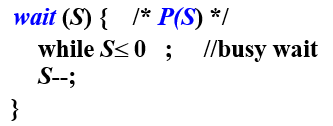 wait (S) { /* P(S) */
while S≤ 0 ; //busy wait
S--;
}